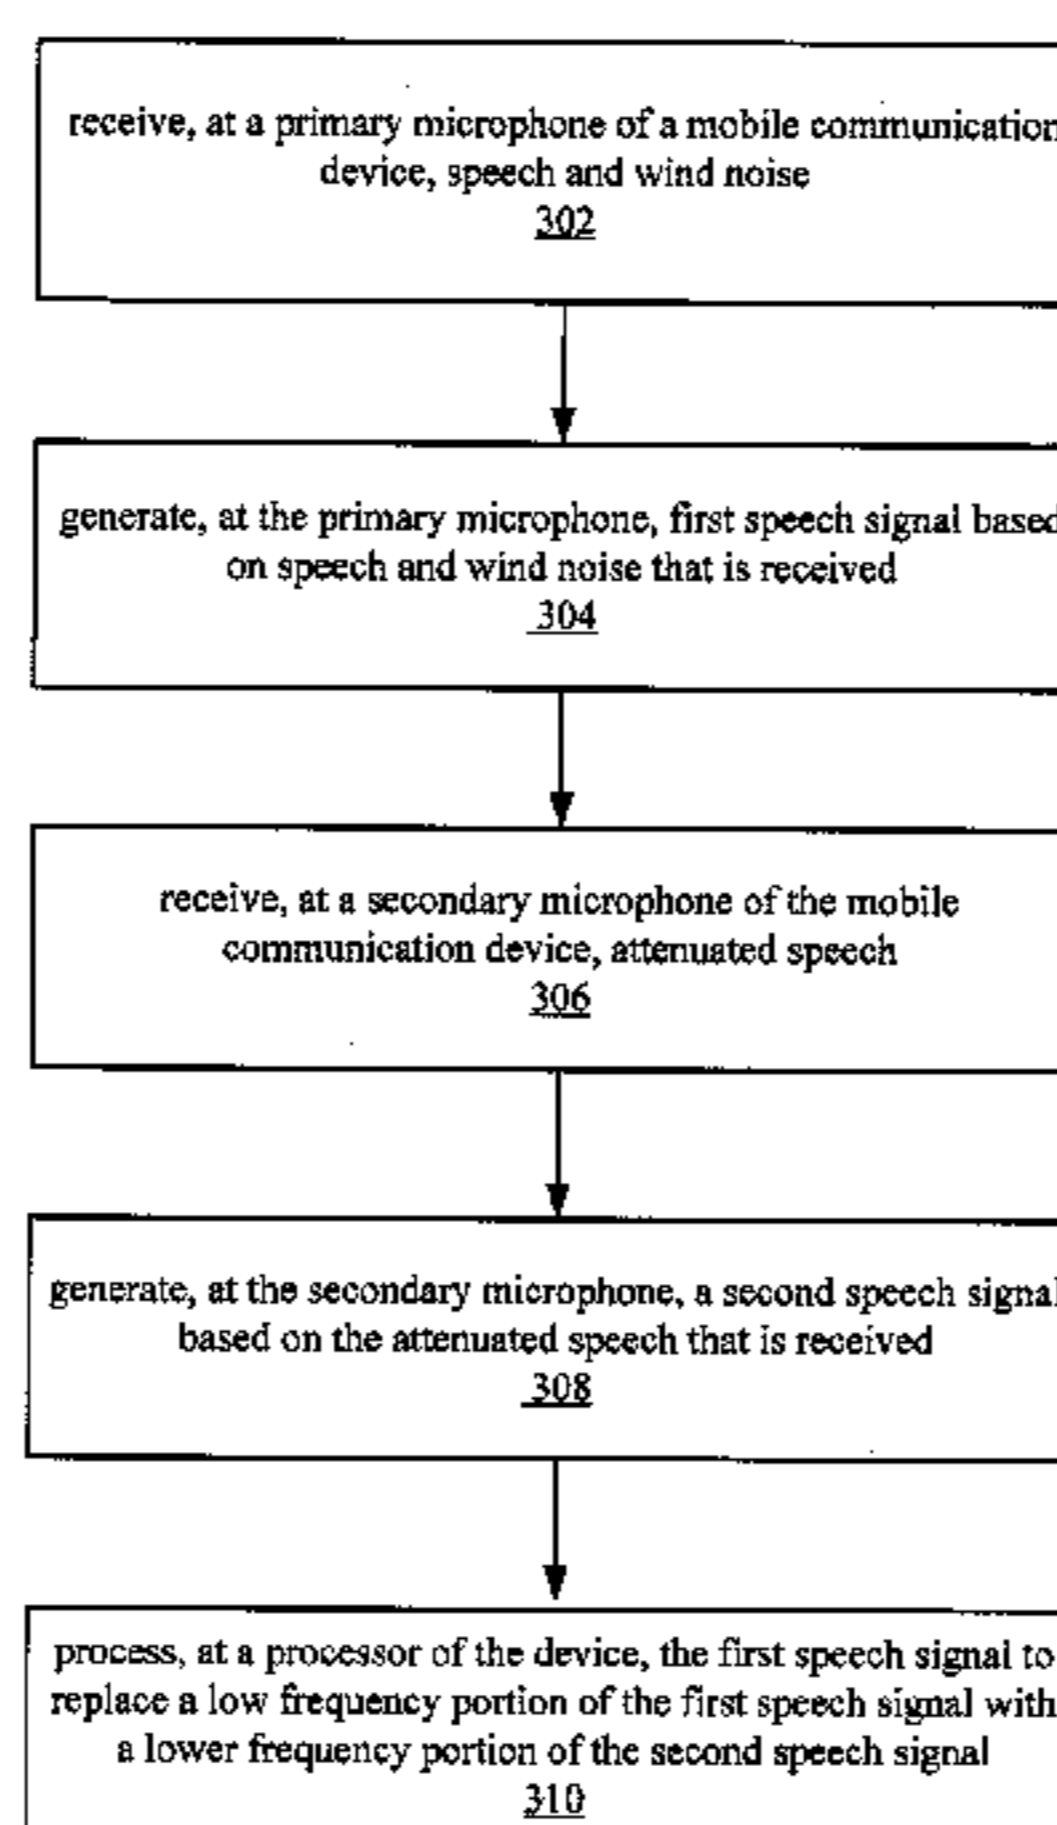 receive, at a primary microphone of a mobile communication
device, speech and wind noise
302
generate, at the primary microphone, first speech signal based
on speech and wind noise that is received
304
receive, at a secondary microphone of the mobile
communication device, attenuated speech
306
generate, at the secondary microphone, a second speech signal
based on the attenuated speech that is received
308
process, at a processor of the device, the first speech signal to
replace a low frequency portion of the first speech signal with
a lower frequency portion of the second speech signal
310